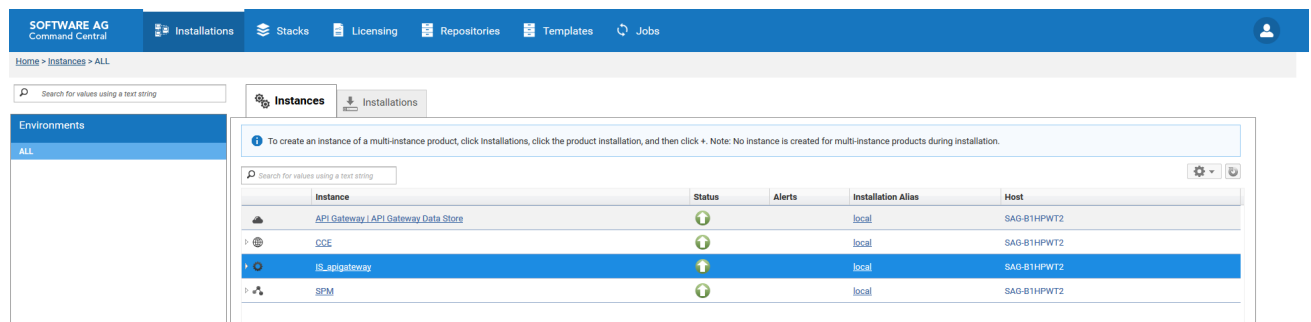 SOFTWARE AG
Command Central
Installations
Stacks
Licensing
Repositories
Templates
Jobs
Home > Instances > ALL
Search for values using a text string
Environments
ALL
Instances
Installations
To create an instance of a multi-instance product, click Installations, click the product installation, and then click +. Note: No instance is created for multi-instance products during installation.
Search for values using a text string
Instance Status Alerts Installation Alias Host
API Gateway | API Gateway Data Store local SAG-B1HPWT2
CCE local SAG-B1HPWT2
IS_apigateway local SAG-B1HPWT2
SPM local SAG-B1HPWT2